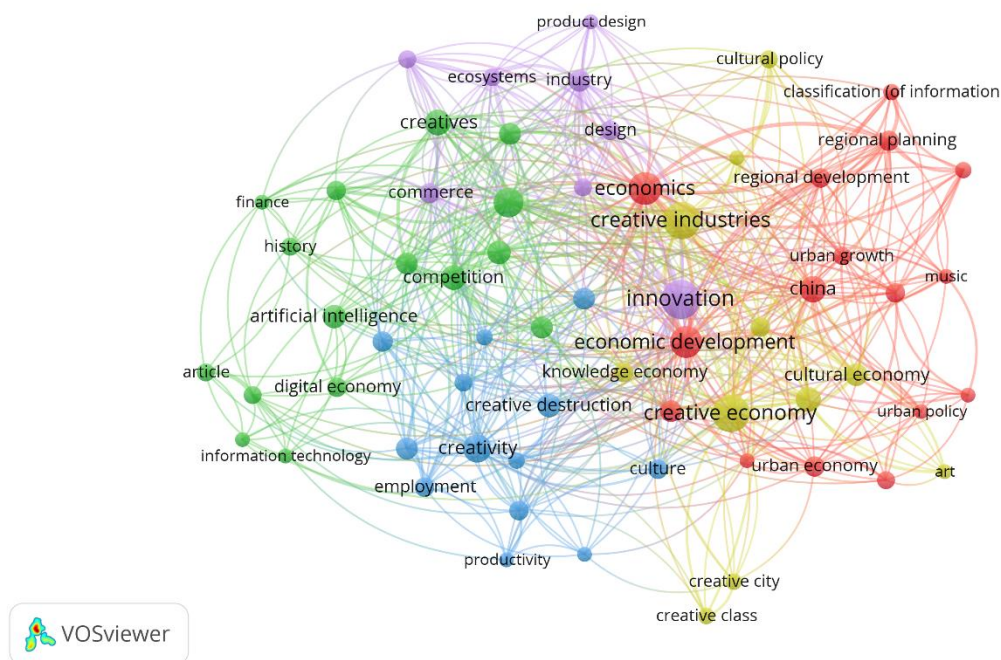 product design
cultural policy
ecosystems
industry
classification (of information
creatives
design
regional planning
regional development
commerce
economics
finance
creative industries
history
urban growth
competition
music
china
innovation
artificial intelligence
economic development
article
knowledge economy
cultural economy
digital economy
creative destruction
creative economy
urban policy
creativity
information technology
culture
urban economy
art
employment
productivity
creative city
creative class
VOSviewer